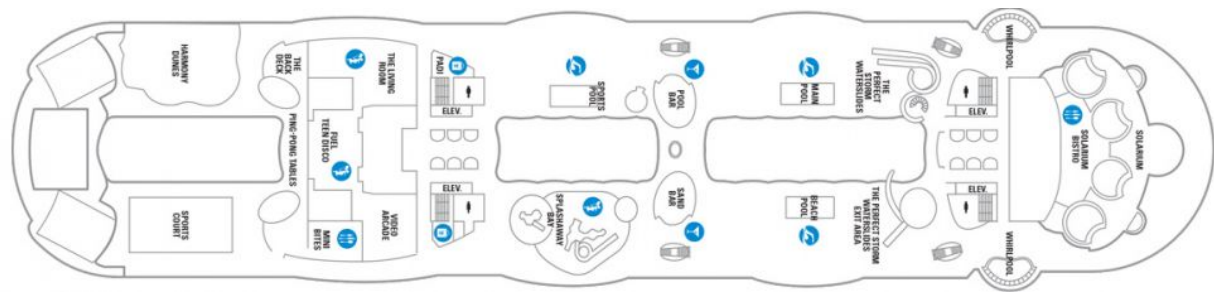 HARMONY
DUNES
THE
BACK
DECK
THE LIVING
ROOM
PADI
ELEV.
SPORTS
POOL
POOL
BAR
MAIN
POOL
THE
PERFECT
STORM
WATERSLIDES
ELEV.
WHIRLPOOL
PING-PONG TABLES
FUEL
TEEN DISCO
SOLARIUM
BISTRO
SOLARIUM
SPORTS
COURT
MINI
BITES
VIDEO
ARCADE
ELEV.
SPLASHAWAY
BAY
SAND
BAR
BEACH
POOL
THE PERFECT STORM
WATERSLIDES
EXIT AREA
ELEV.
WHIRLPOOL